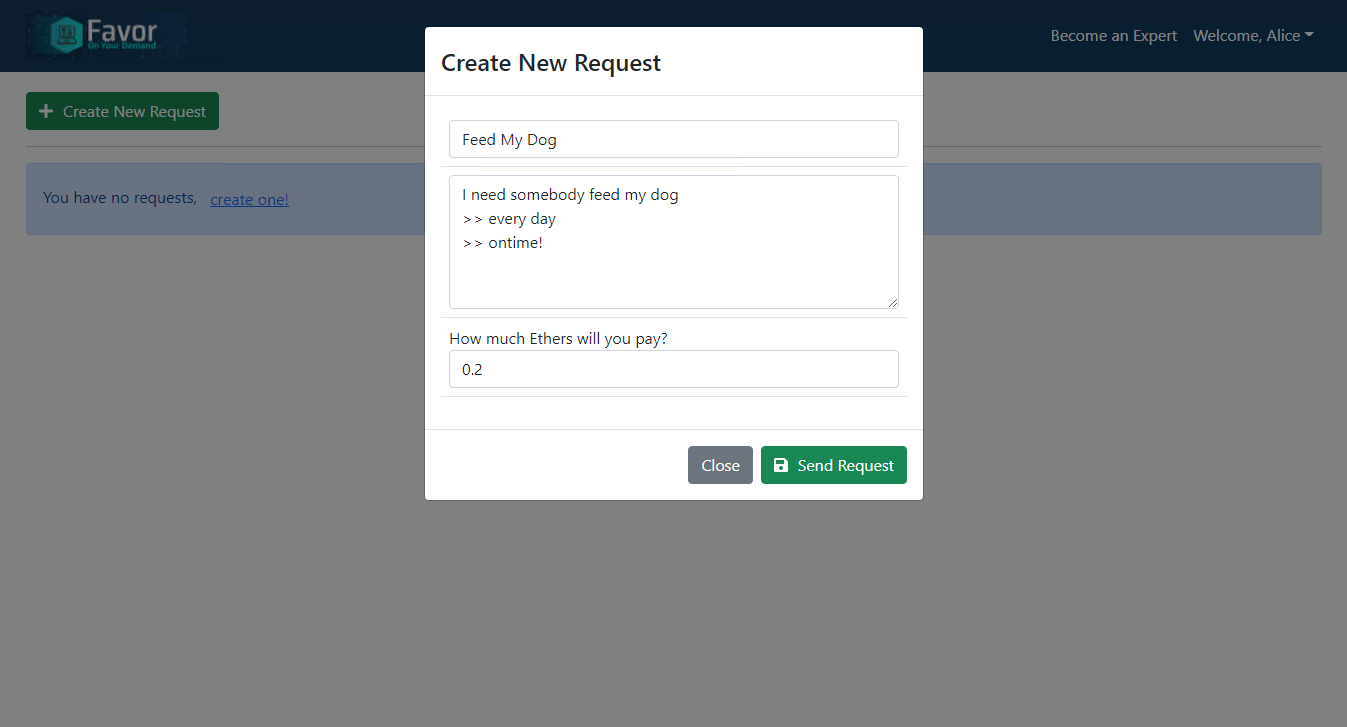 Favor
On Your Demand
Become an Expert
Welcome, Alice
Create New Request
You have no requests, create one!
Create New Request
Feed My Dog
I need somebody feed my dog
>> every day
>> ontime!
How much Ethers will you pay?
0.2
Close
Send Request